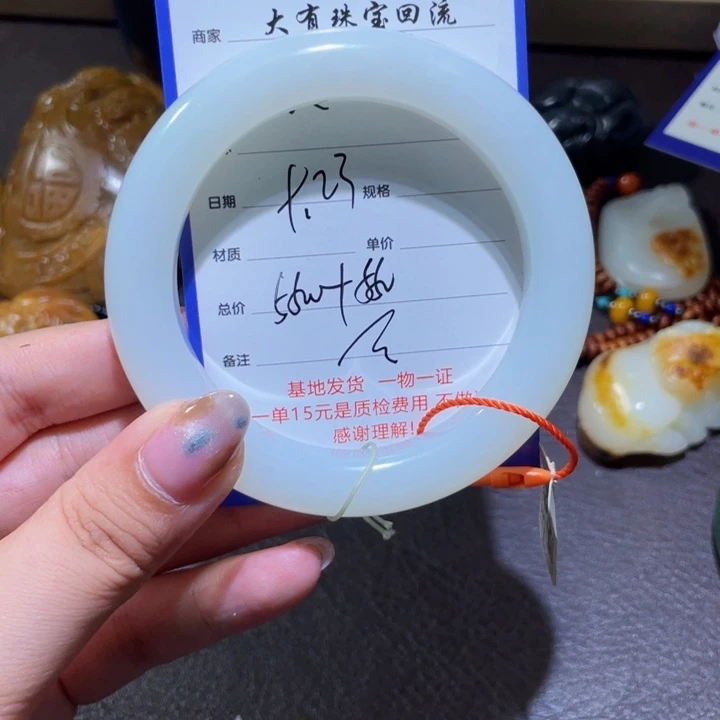 商家 大有珠宝回流
日期 规格
材质 单价
总价
备注
基地发货 一物一证
一单15元是质检费用 不做
感谢理解!